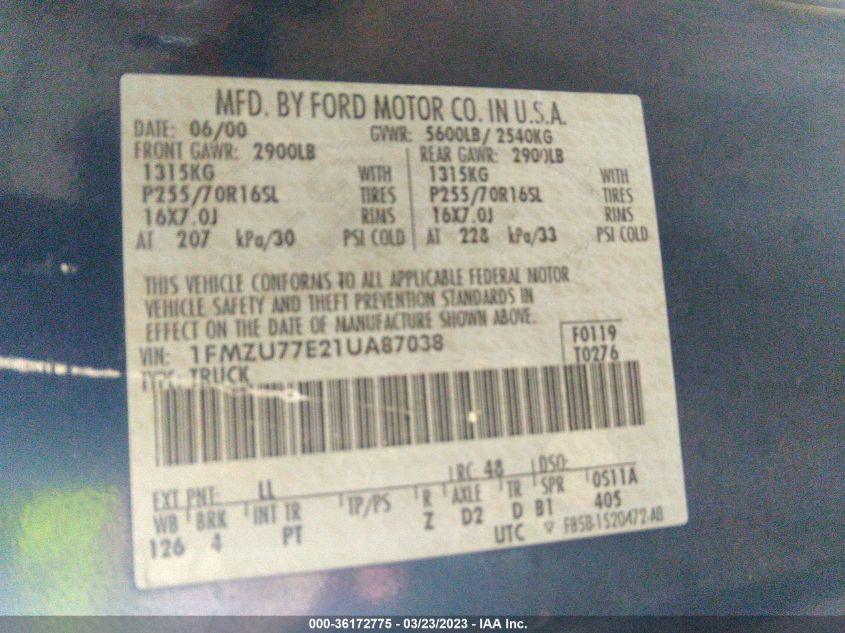 MFD. BY FORD MOTOR CO. IN U.S.A.
DATE: 06/00 GVWR: 5600LB/ 2540KG
FRONT GAWR: 2900LB REAR GAWR: 2900LB
1315KG WITH 1315KG WITH
P255/70R16SL TIRES P255/70R16SL TIRES
16X7.0J RIMS 16X7.0J RIMS
AT 207 kPa/30 PSI COLD AT 228 kPa/33 PSI COLD
THIS VEHICLE CONFORMS TO ALL APPLICABLE FEDERAL MOTOR
VEHICLE SAFETY AND THEFT PREVENTION STANDARDS IN
EFFECT ON THE DATE OF MANUFACTURE SHOWN ABOVE.
VIN: 1FMZU77E21UA87038 F0119
TYPE: TRUCK T0276
EXT PNT: LL RC: 48 DSO:
WB BRK INT TR TP/PS R AXLE TR SPR 0S11A
126 4 PT Z D2 D B1 405
UTC ▽ F85B-1520472-AB
000-36172775 - 03/23/2023 - IAA Inc.